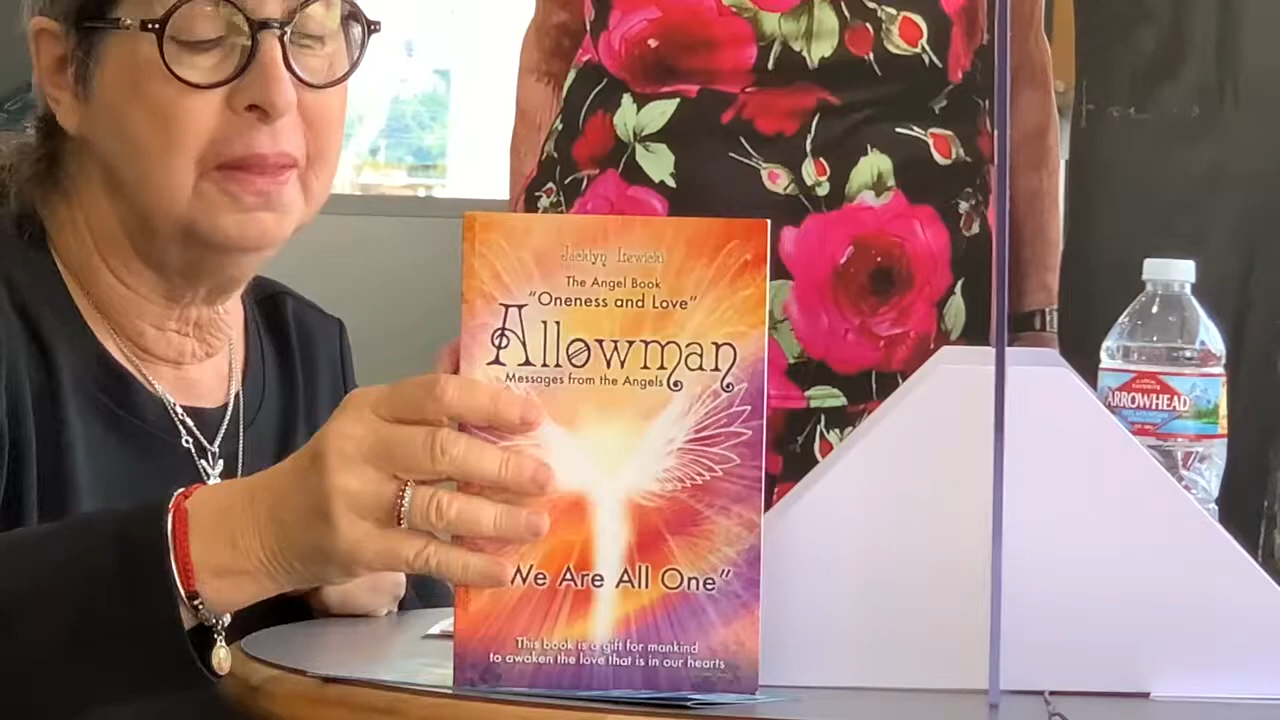 Jacklyn Izewicki
The Angel Book
"Oneness and Love"
Allowman
Messages from the Angels
We Are All One"
This book is a gift for mankind
to awaken the love that is in our hearts
ARROWHEAD